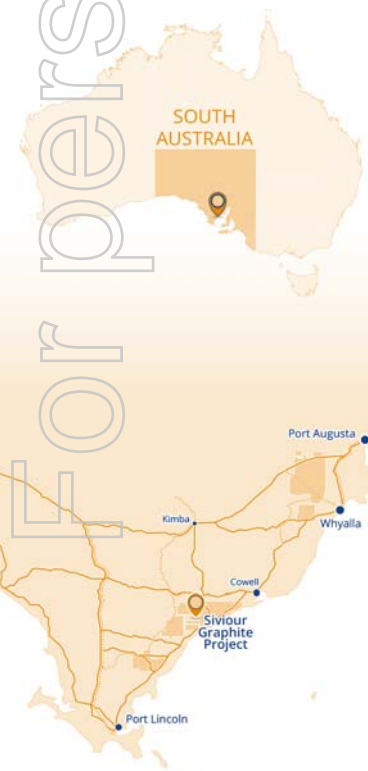 For pers
SOUTH
AUSTRALIA
Port Augusta
Whyalla
Kimba
Cowell
Siviour
Graphite
Project
Port Lincoln